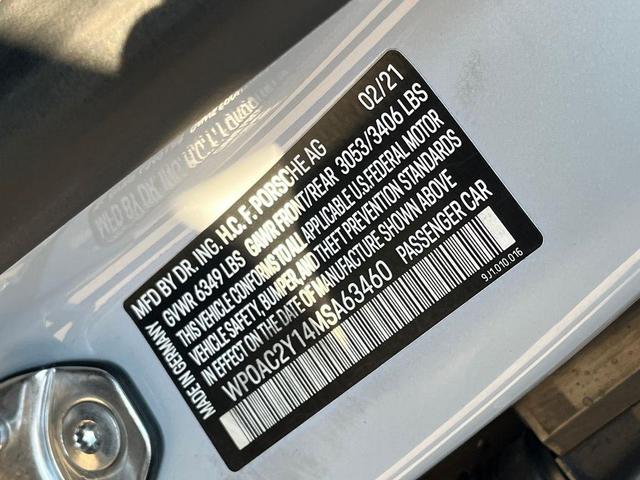 MFD BY DR. ING. H.C. F. PORSCHE AG 02/21
GVWR 6349 LBS GAWR FRONT/REAR 3053/3406 LBS
THIS VEHICLE CONFORMS TO ALL APPLICABLE U.S. FEDERAL MOTOR
VEHICLE SAFETY, BUMPER, AND THEFT PREVENTION STANDARDS
IN EFFECT ON THE DATE OF MANUFACTURE SHOWN ABOVE
WP0AC2Y14MSA63460 PASSENGER CAR
MADE IN GERMANY
9J1.010.016